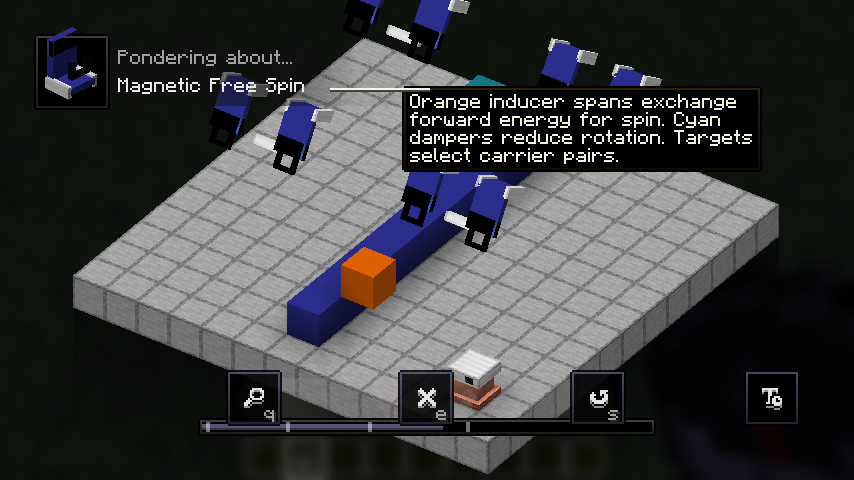 Pondering about...
Magnetic Free Spin
Orange inducer spans exchange
forward energy for spin. Cyan
dampers reduce rotation. Targets
select carrier pairs.
q
e
s